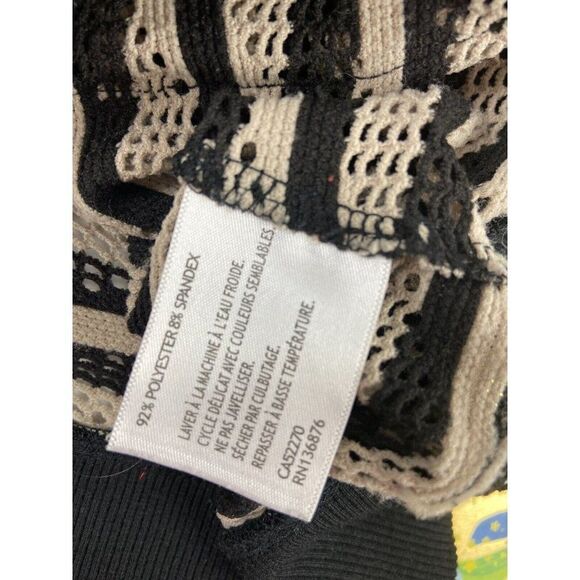 92% POLYESTER 8% SPANDEX
LAVER À LA MACHINE À L'EAU FROIDE.
CYCLE DÉLICAT AVEC COULEURS SEMBLABLES.
NE PAS JAVELLISER.
SÉCHER PAR CULBUTAGE.
REPASSER À BASSE TEMPÉRATURE.
CA52270
RN136876